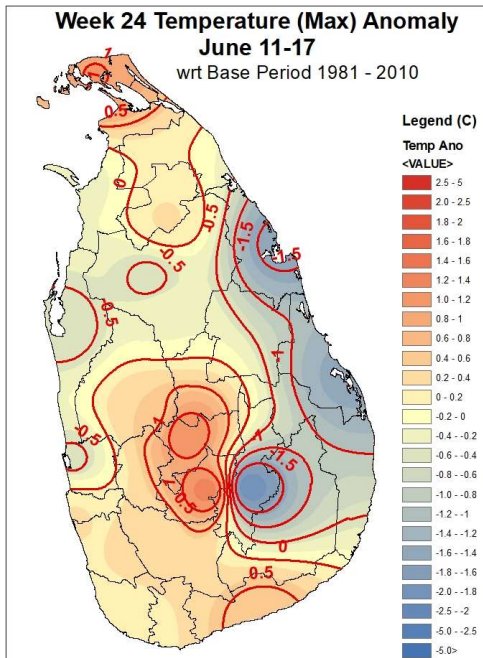 Week 24 Temperature (Max) Anomaly
June 11-17
wrt Base Period 1981 - 2010
1
1
0.5
0
-0.5
-0.5
-1.5
-1.5
-0.5
-1
-1
-1.5
-0.5
1
0.5
0
0.5
Legend (C)
Temp Ano
<VALUE>
2.5 - 5
2.0 - 2.5
1.8 - 2
1.6 - 1.8
1.4 - 1.6
1.2 - 1.4
1.0 - 1.2
0.8 - 1
0.6 - 0.8
0.4 - 0.6
0.2 - 0.4
0 - 0.2
-0.2 - 0
-0.4 - -0.2
-0.6 - -0.4
-0.8 - -0.6
-1.0 - -0.8
-1.2 - -1
-1.4 - -1.2
-1.6 - -1.4
-1.8 - -1.6
-2.0 - -1.8
-2.5 - -2
-5.0 - -2.5
-5.0>